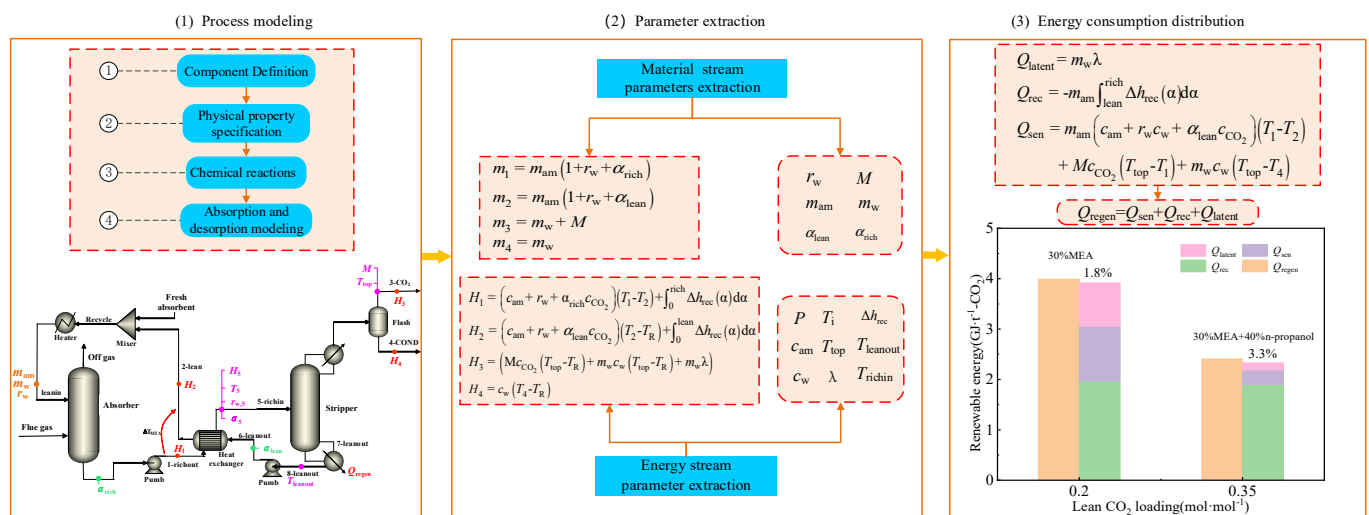 (1) Process modeling
① Component Definition
② Physical property
specification
③ Chemical reactions
④ Absorption and
desorption modeling
M
T_top
3-CO₂
H₃
Flash
4-COND
H₄
Fresh
absorbent
Recycle
Heater
Mixer
Off gas
2-lean
H₂
m_am
m_w
r_w
leanin
Absorber
Flue gas
ΔT_MTA
H₅
T₅
r_w,5
α₅
5-richin
Stripper
6-leanout
7-leanout
Heat
exchanger
α_lean
H₁
1-richout
Pumb
α_rich
8-leanout
Pumb
T_leanout
Q_regen
(2) Parameter extraction
Material stream
parameters extraction
m₁ = m_am(1+r_w+α_rich)
m₂ = m_am(1+r_w+α_lean)
m₃ = m_w + M
m₄ = m_w
r_w M
m_am m_w
α_lean α_rich
H₁ = (c_am + r_w + α_rich c_CO₂)(T₁-T₂)+∫₀^rich Δh_rec(α)dα
H₂ = (c_am + r_w + α_lean c_CO₂)(T₂-T_R)+∫₀^lean Δh_rec(α)dα
H₃ = (Mc_CO₂(T_top-T_R)+m_w c_w(T_top-T_R)+m_w λ)
H₄ = c_w(T₄-T_R)
P T_i Δh_rec
c_am T_top T_leanout
c_w λ T_richin
Energy stream
parameter extraction
(3) Energy consumption distribution
Q_latent = m_w λ
Q_rec = -m_am ∫_lean^rich Δh_rec(α)dα
Q_sen = m_am(c_am + r_w c_w + α_lean c_CO₂)(T₁-T₂)
+ Mc_CO₂(T_top-T₁)+m_w c_w(T_top-T₄)
Q_regen=Q_sen+Q_rec+Q_latent
Q_latent Q_sen
Q_rec Q_regen
30%MEA
1.8%
30%MEA+40%n-propanol
3.3%
5
4
3
2
1
0
Renewable energy(GJ·t⁻¹-CO₂)
0.2 0.35
Lean CO₂ loading(mol·mol⁻¹)